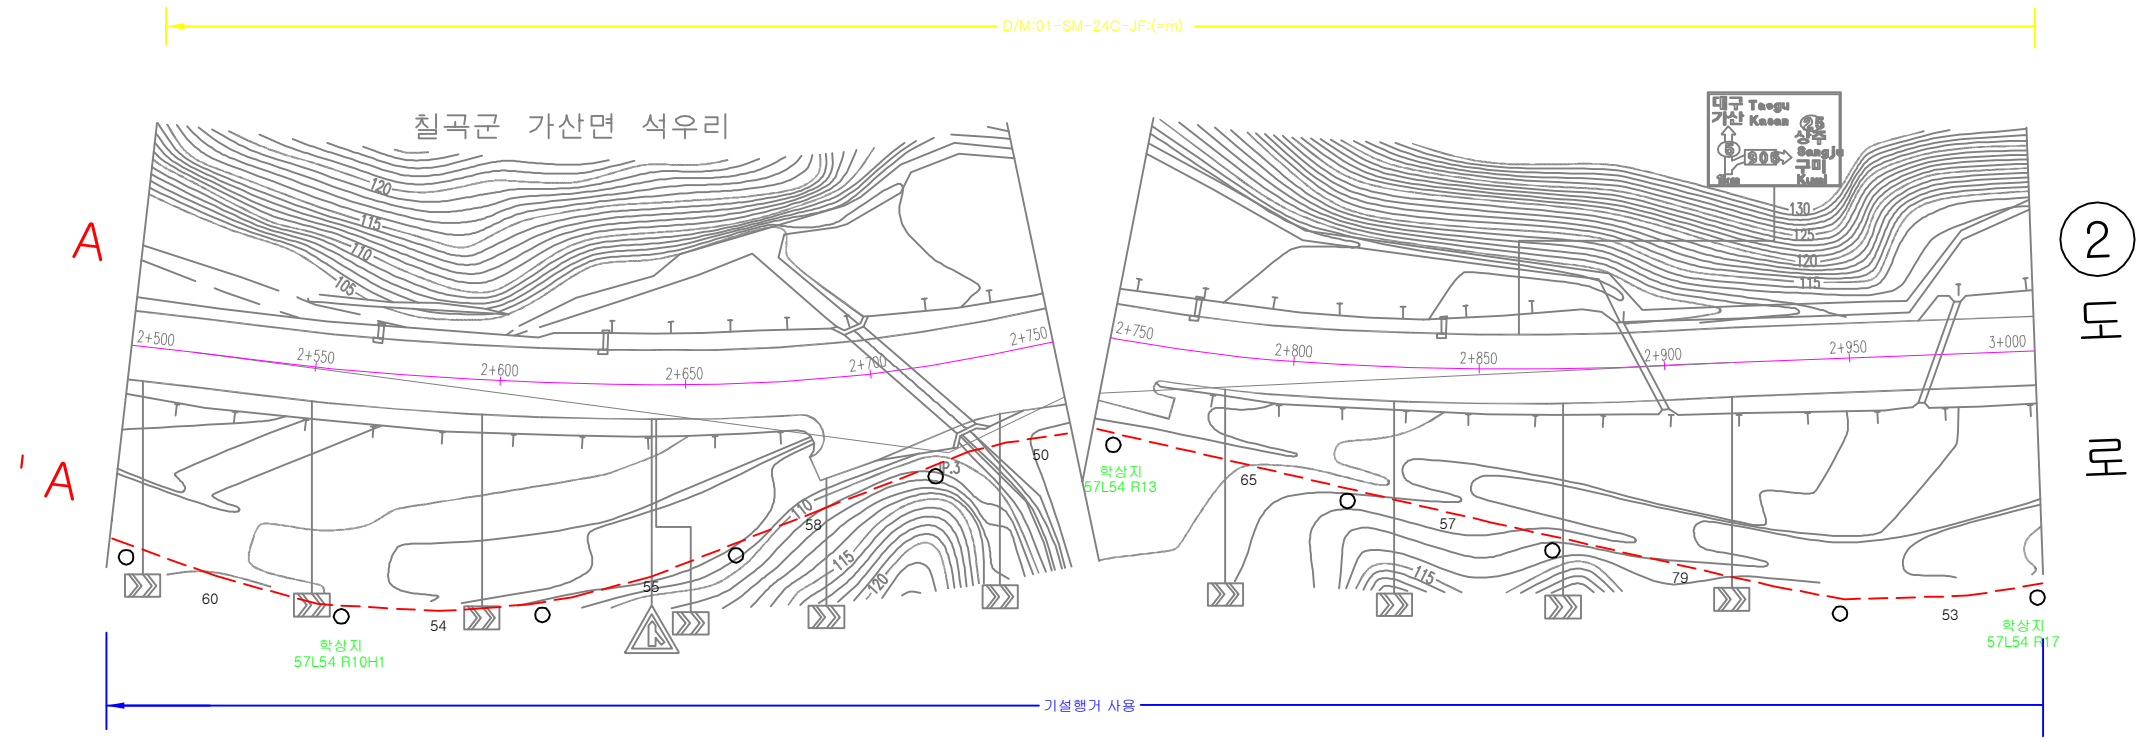 D/M:01-SM-24C-JF:(=m)
칠곡군 가산면 석우리
대구 Taegu
가산 Kasan
25
상주
Sangju
5
906
구미
Kumi
1km
A
120
115
110
105
130
125
120
115
2
도
로
2+500
2+550
2+600
2+650
2+700
2+750
2+750
2+800
2+850
2+900
2+950
3+000
' A
IP.3
50
110
58
115
120
55
60
54
65
57
115
79
53
학상지
57L54 R13
학상지
57L54 R10H1
학상지
57L54 R17
기설행거 사용